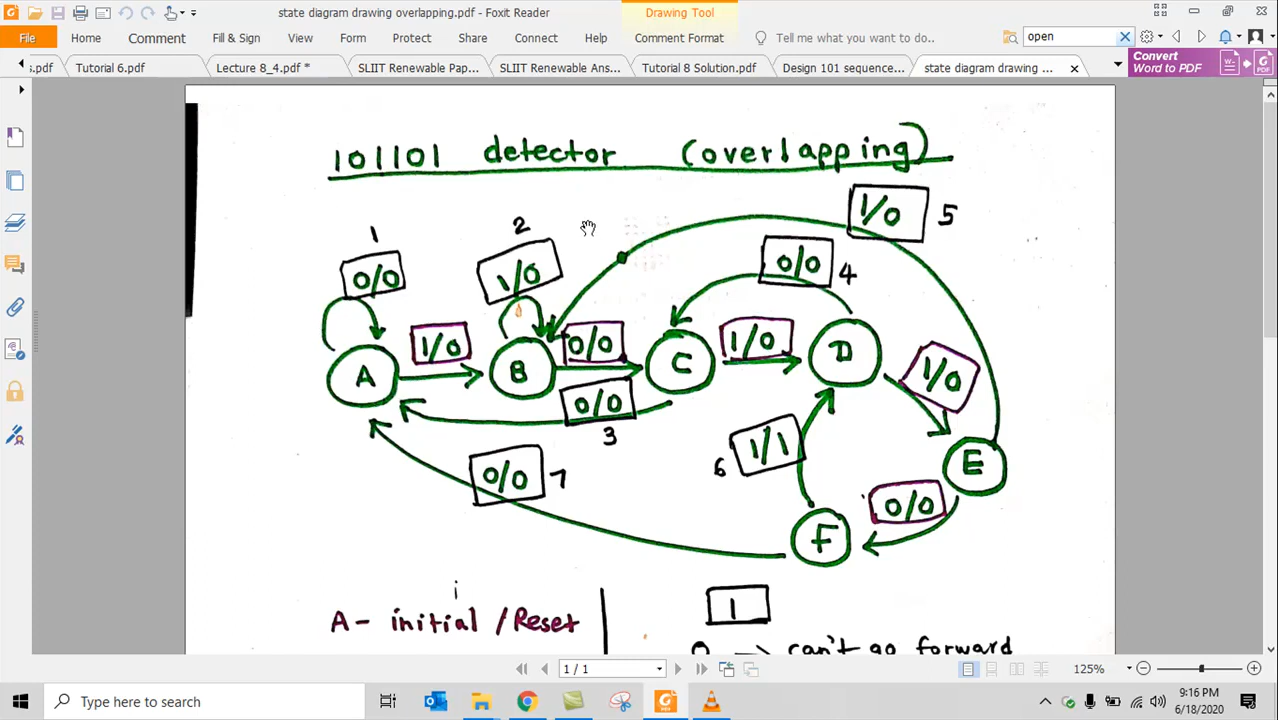 state diagram drawing overlapping.pdf - Foxit Reader
Drawing Tool
File Home Comment Fill & Sign View Form Protect Share Connect Help Comment Format Tell me what you want to do.. open
s.pdf Tutorial 6.pdf Lecture 8_4.pdf * SLIIT Renewable Pap... SLIIT Renewable Ans... Tutorial 8 Solution.pdf Design 101 sequence... state diagram drawing ...
Convert
Word to PDF
101101 detector (overlapping)
1/0 5
1 2
0/0 1/0 0/0 4
1/0 0/0 1/0
A B C D
1/0
0/0
3
1/1
6
E
0/0 7
0/0
F
i
1
A- initial / Reset
0 → can't go forward
1 / 1
125%
Type here to search
9:16 PM
6/18/2020